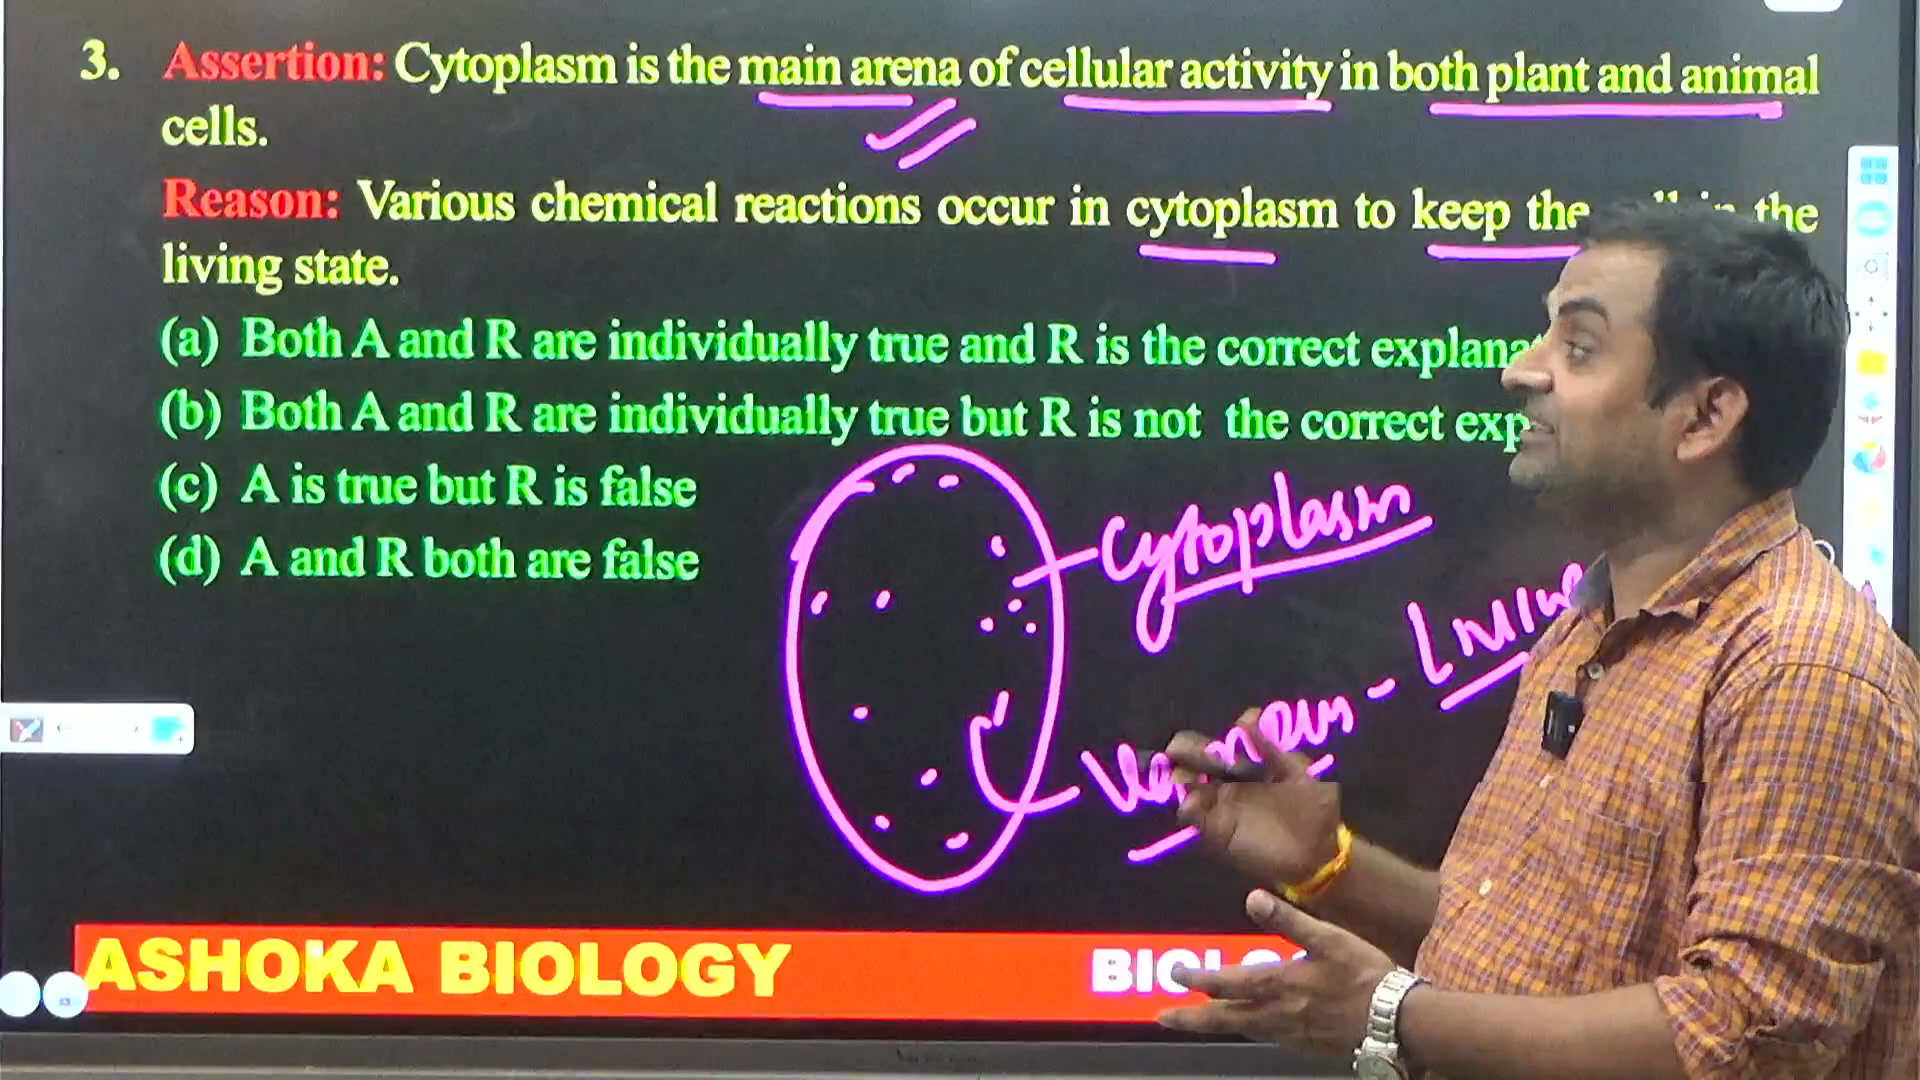 3. Assertion: Cytoplasm is the main arena of cellular activity in both plant and animal
cells.
Reason: Various chemical reactions occur in cytoplasm to keep the the
living state.
(a) Both A and R are individually true and R is the correct
(b) Both A and R are individually true but R is not the correct
(c) A is true but R is false
(d) A and R both are false
Cytoplasm
ASHOKA BIOLOGY